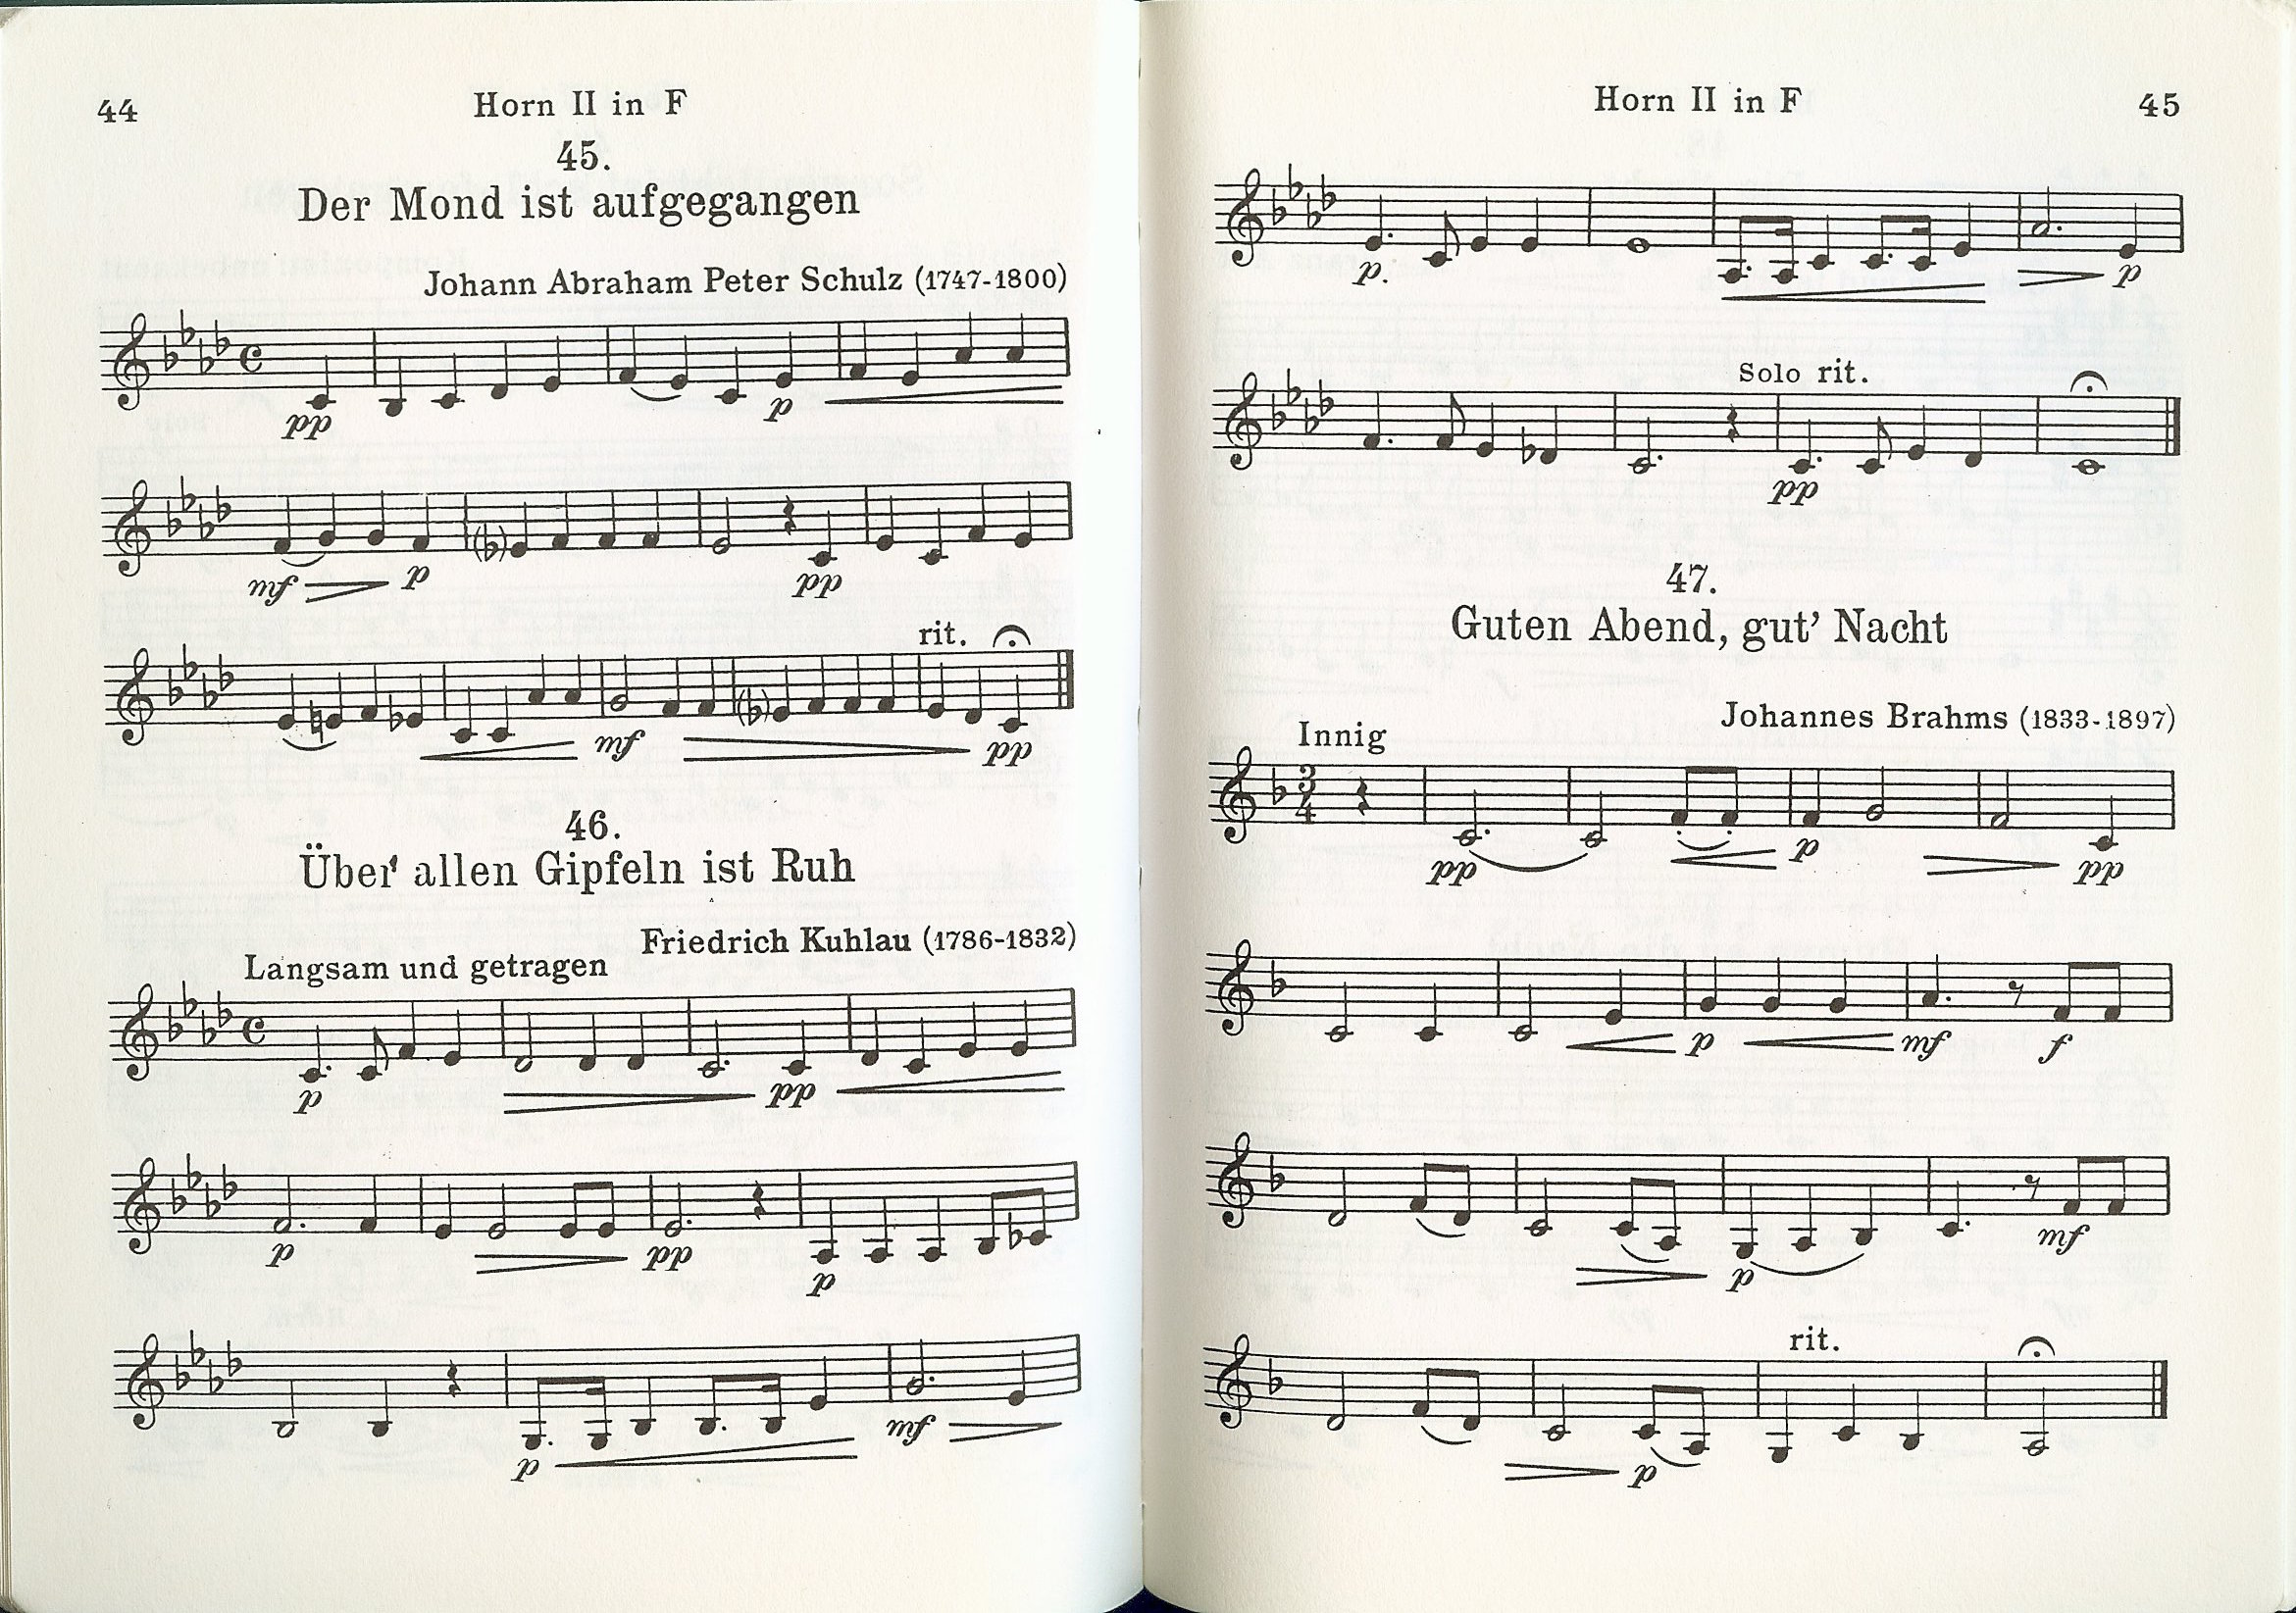 44
Horn II in F
45.
Der Mond ist aufgegangen
Johann Abraham Peter Schulz (1747-1800)
pp
p
mf
p
pp
rit.
mf
pp
46.
Über allen Gipfeln ist Ruh
Friedrich Kuhlau (1786-1832)
Langsam und getragen
p
pp
p
pp
p
p
mf
Horn II in F
45
p.
p
Solo rit.
pp
47.
Guten Abend, gut' Nacht
Johannes Brahms (1833-1897)
Innig
3
4
pp
p
pp
p
mf
f
p
mf
rit.
p